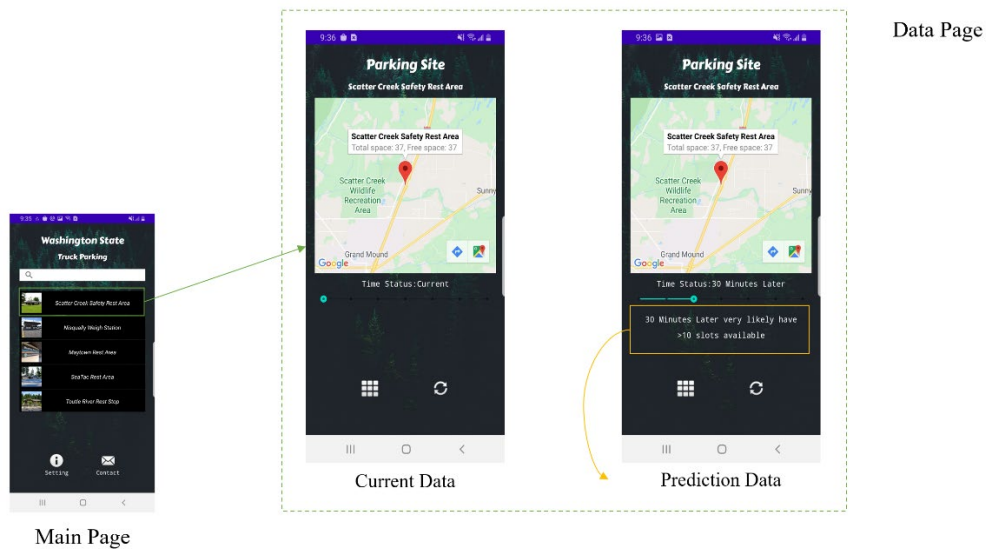 Data Page
9:36
Parking Site
Scatter Creek Safety Rest Area
Scatter Creek Safety Rest Area
Total space: 37, Free space: 37
Scatter Creek
Wildlife
Recreation
Area
Sunny
Grand Mound
Google
Time Status:Current
Current Data
9:36
Parking Site
Scatter Creek Safety Rest Area
Scatter Creek Safety Rest Area
Total space: 37, Free space: 37
Scatter Creek
Wildlife
Recreation
Area
Sunny
Grand Mound
Google
Time Status:30 Minutes Later
30 Minutes Later very likely have
>10 slots available
Prediction Data
9:35
Washington State
Truck Parking
Scatter Creek Safety Rest Area
Nisqually Weigh Station
Maytown Rest Area
SeaTac Rest Area
Toutle River Rest Stop
Setting
Contact
Main Page